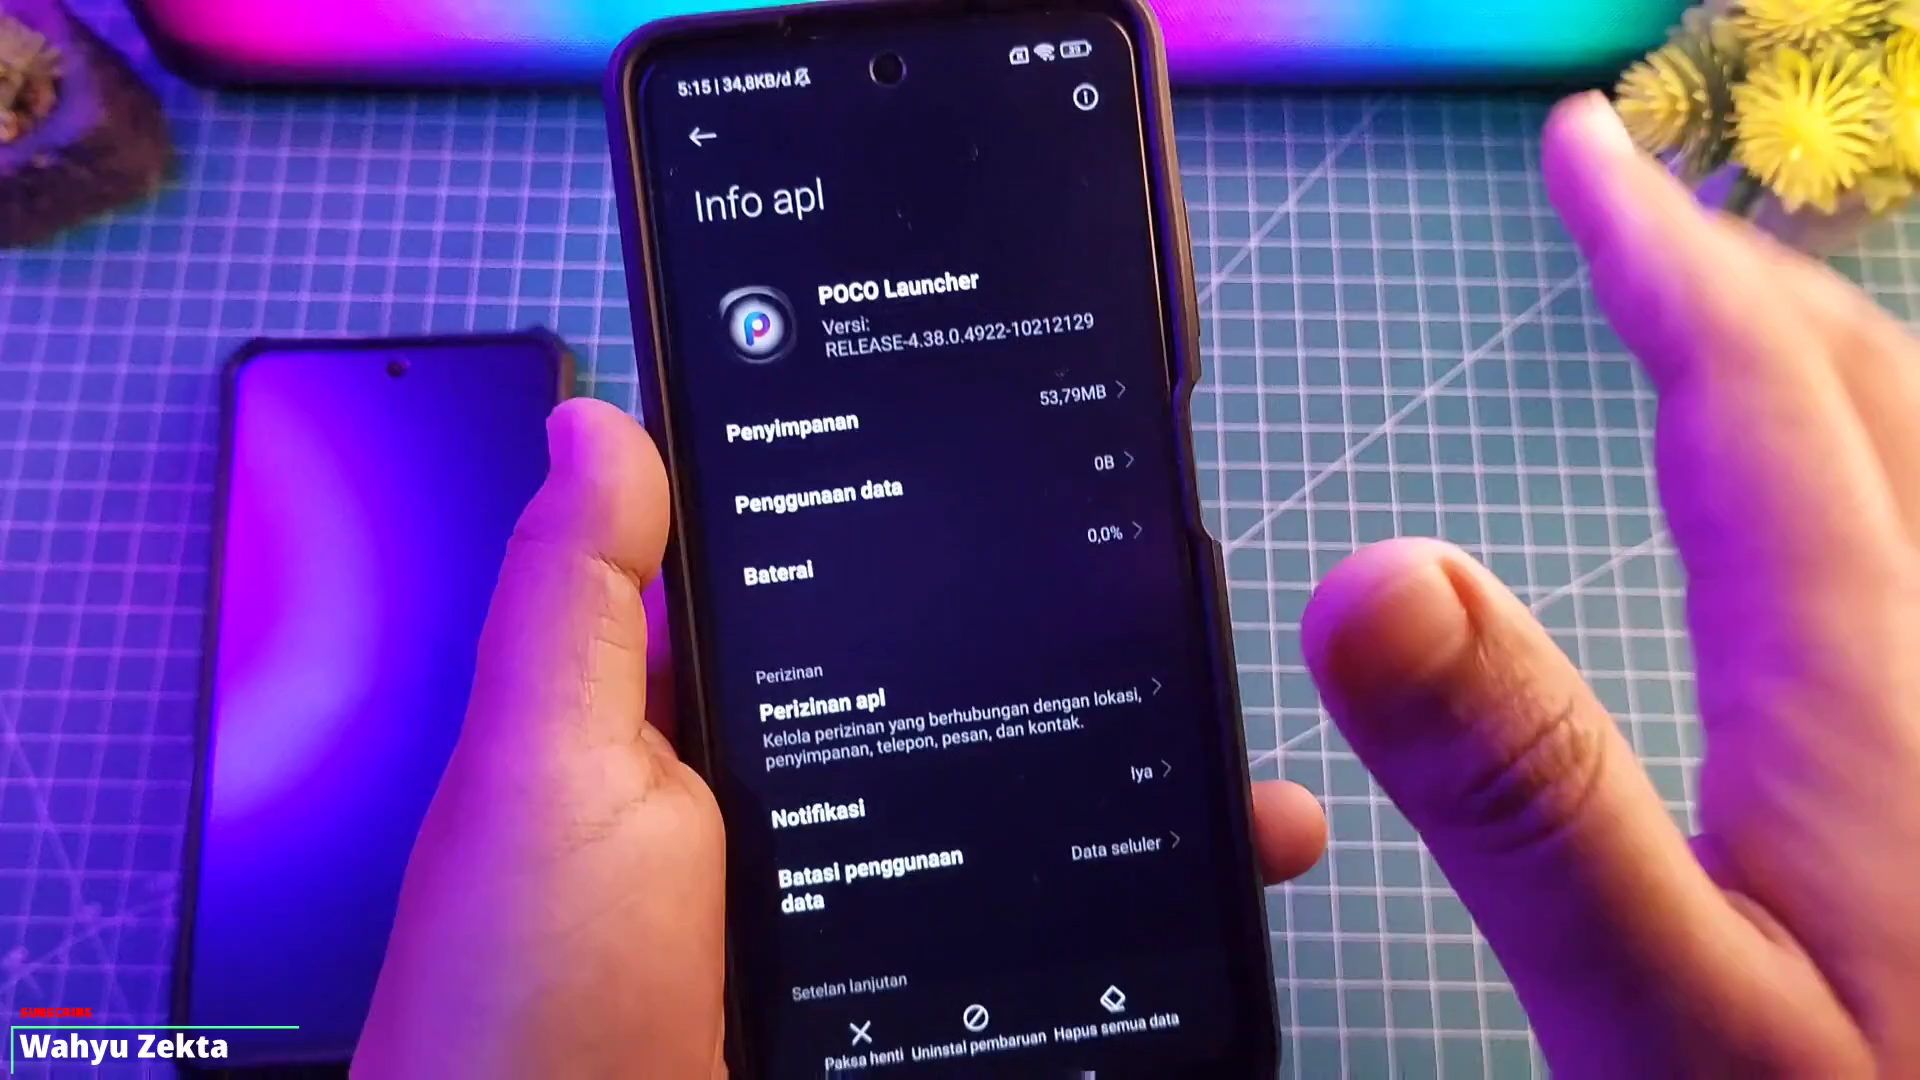 5:15 | 34,8KB/d
Info apl
POCO Launcher
Versi:
RELEASE-4.38.0.4922-10212129
Penyimpanan
53,79MB
Penggunaan data
0B
Baterai
0,0%
Perizinan
Perizinan apl
Kelola perizinan yang berhubungan dengan lokasi,
penyimpanan, telepon, pesan, dan kontak.
Notifikasi
Iya
Batasi penggunaan
data
Data seluler
Setelan lanjutan
Paksa henti
Uninstal pembaruan
Hapus semua data
SUBSCRIBE
Wahyu Zekta